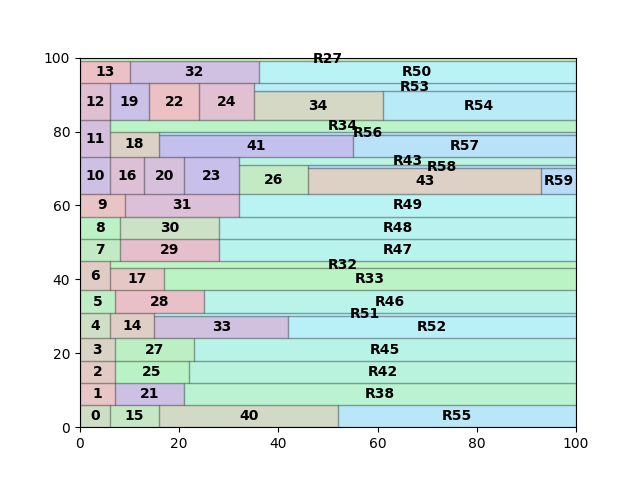 R27
100
13 32 R50
R53
12 19 22 24 34 R54
80
11 R34
R56
18 41 R57
R43
R58
10 16 20 23 26 43 R59
60
9 31 R49
8 30 R48
7 29 R47
R32
40
6 17 R33
5 28 R46
R51
4 14 33 R52
20
3 27 R45
2 25 R42
1 21 R38
0 15 40 R55
0
0 20 40 60 80 100